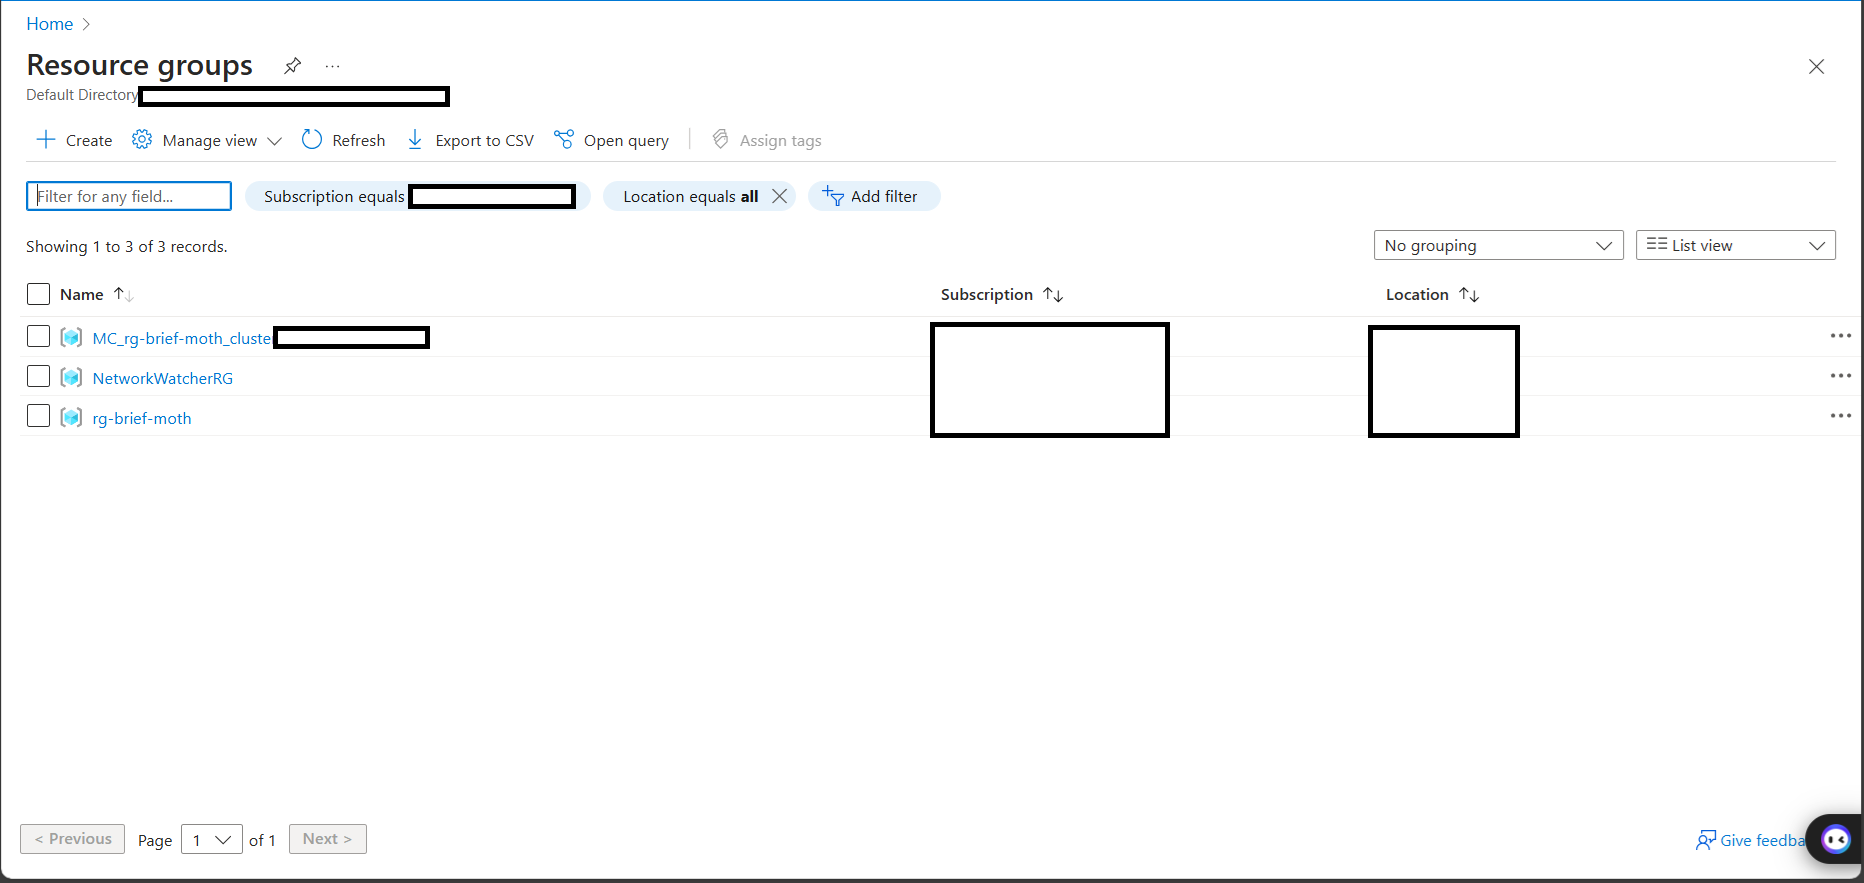 Home
Resource groups
Default Directory
Create Manage view Refresh Export to CSV Open query Assign tags
Filter for any field... Subscription equals Location equals all Add filter
Showing 1 to 3 of 3 records. No grouping List view
Name Subscription Location
MC_rg-brief-moth_cluste
NetworkWatcherRG
rg-brief-moth
< Previous Page 1 of 1 Next > Give feedba